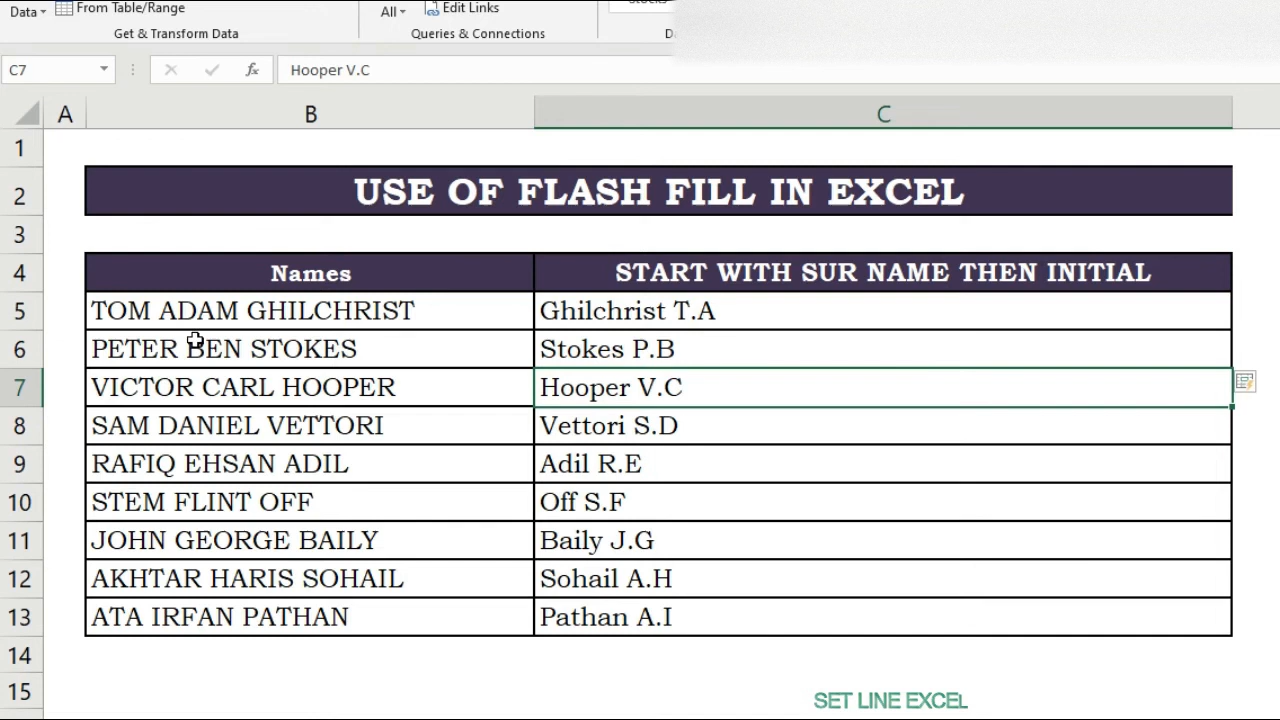 Data
From Table/Range
All
Edit Links
Get & Transform Data
Queries & Connections
C7
fx
Hooper V.C
A B C
1
2 USE OF FLASH FILL IN EXCEL
3
4 Names START WITH SUR NAME THEN INITIAL
5 TOM ADAM GHILCHRIST Ghilchrist T.A
6 PETER BEN STOKES Stokes P.B
7 VICTOR CARL HOOPER Hooper V.C
8 SAM DANIEL VETTORI Vettori S.D
9 RAFIQ EHSAN ADIL Adil R.E
10 STEM FLINT OFF Off S.F
11 JOHN GEORGE BAILY Baily J.G
12 AKHTAR HARIS SOHAIL Sohail A.H
13 ATA IRFAN PATHAN Pathan A.I
14
15
SET LINE EXCEL